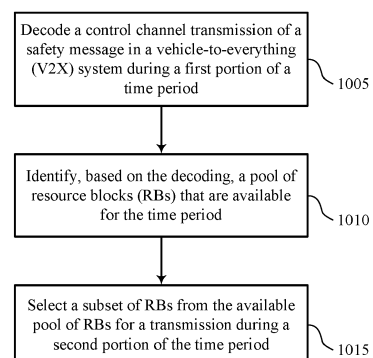 Decode a control channel transmission of a
safety message in a vehicle-to-everything
(V2X) system during a first portion of a
time period
1005
Identify, based on the decoding, a pool of
resource blocks (RBs) that are available
for the time period
1010
Select a subset of RBs from the available
pool of RBs for a transmission during a
second portion of the time period
1015